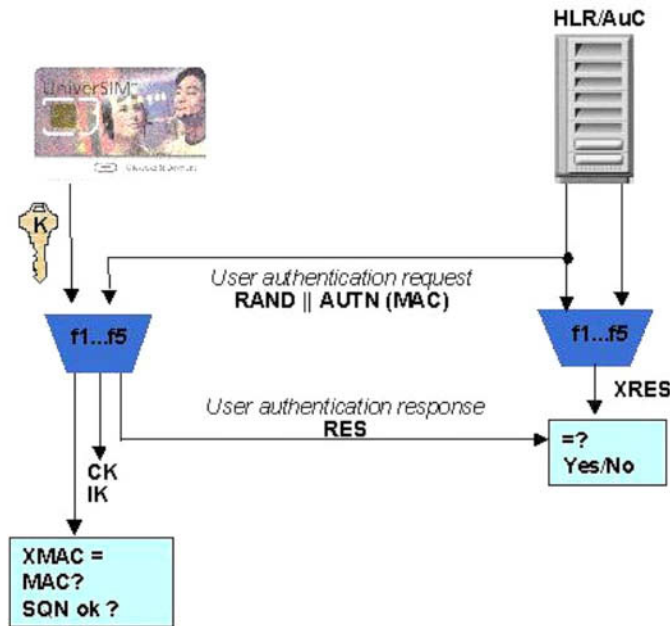 HLR/AuC
UniverSIM
K
User authentication request
RAND || AUTN (MAC)
f1...f5
f1...f5
XRES
User authentication response
RES
=?
Yes/No
CK
IK
XMAC =
MAC?
SQN ok ?